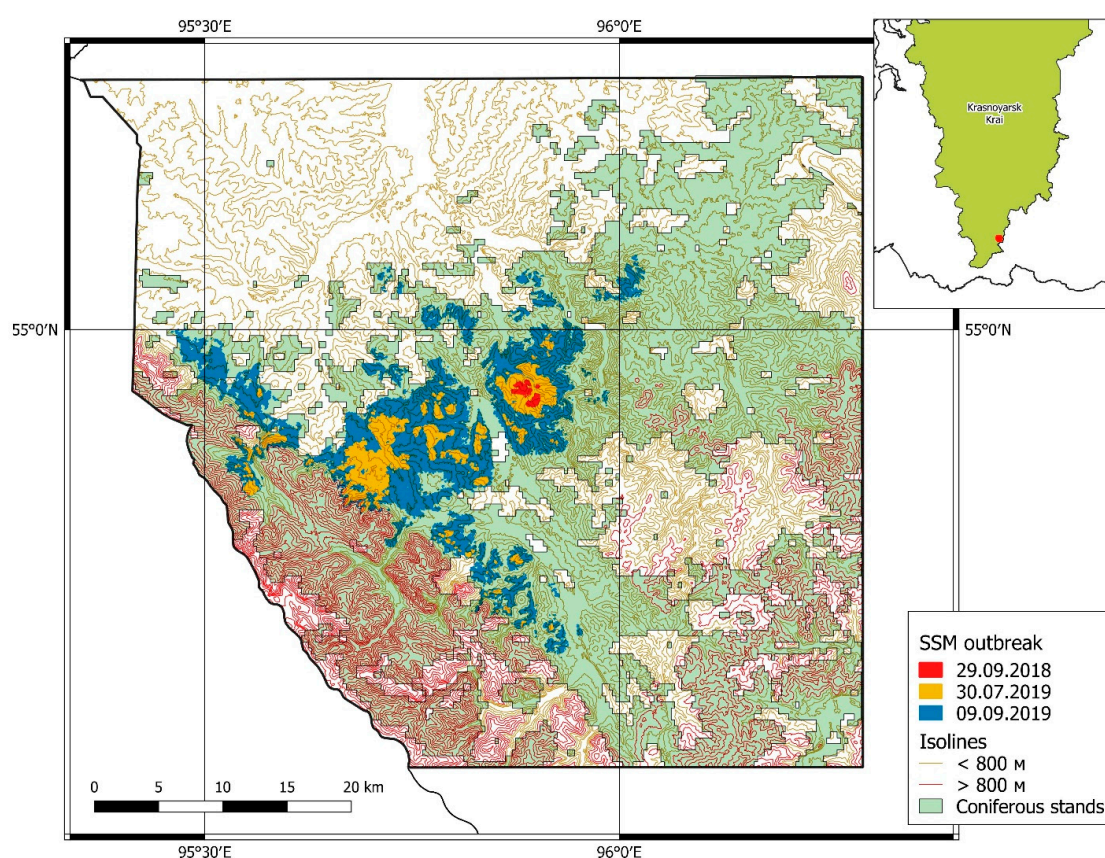 95°30′E
96°0′E
Krasnoyarsk
Krai
55°0′N
55°0′N
SSM outbreak
29.09.2018
30.07.2019
09.09.2019
Isolines
< 800 м
> 800 м
Coniferous stands
0 5 10 15 20 km
95°30′E
96°0′E